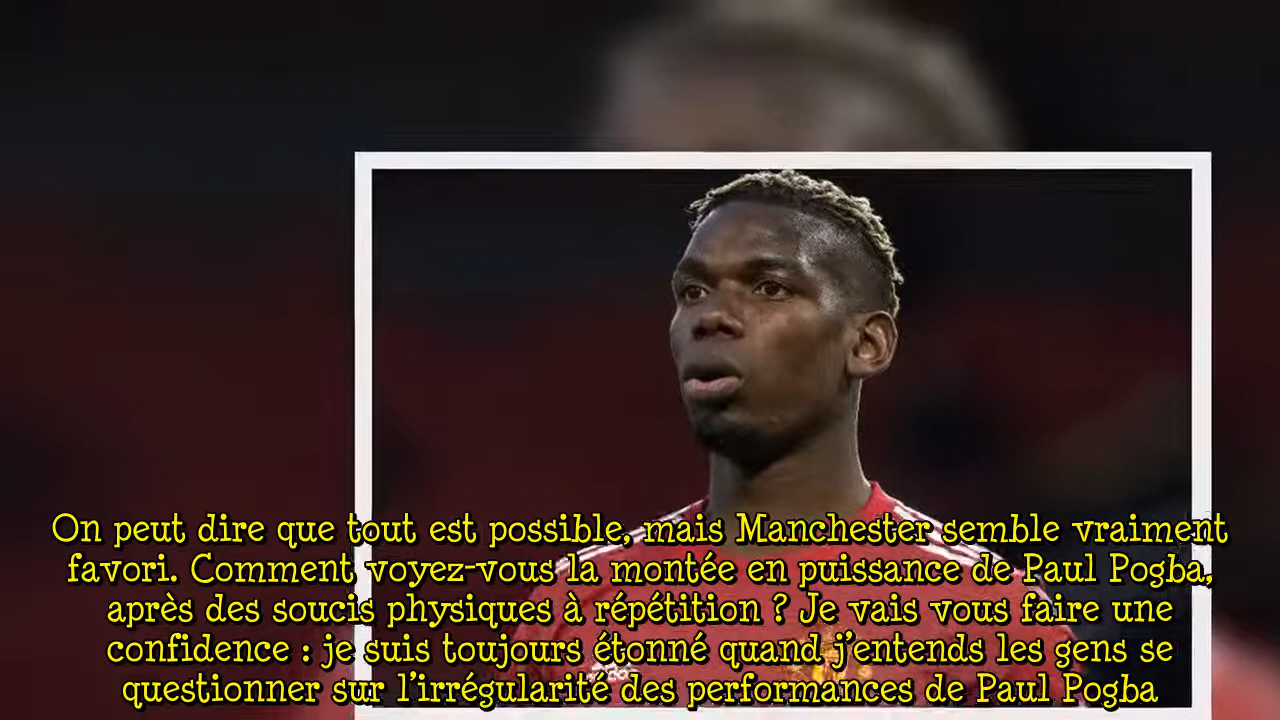 On peut dire que tout est possible, mais Manchester semble vraiment
favori. Comment voyez-vous la montée en puissance de Paul Pogba,
après des soucis physiques à répétition ? Je vais vous faire une
confidence : je suis toujours étonné quand j'entends les gens se
questionner sur l'irrégularité des performances de Paul Pogba